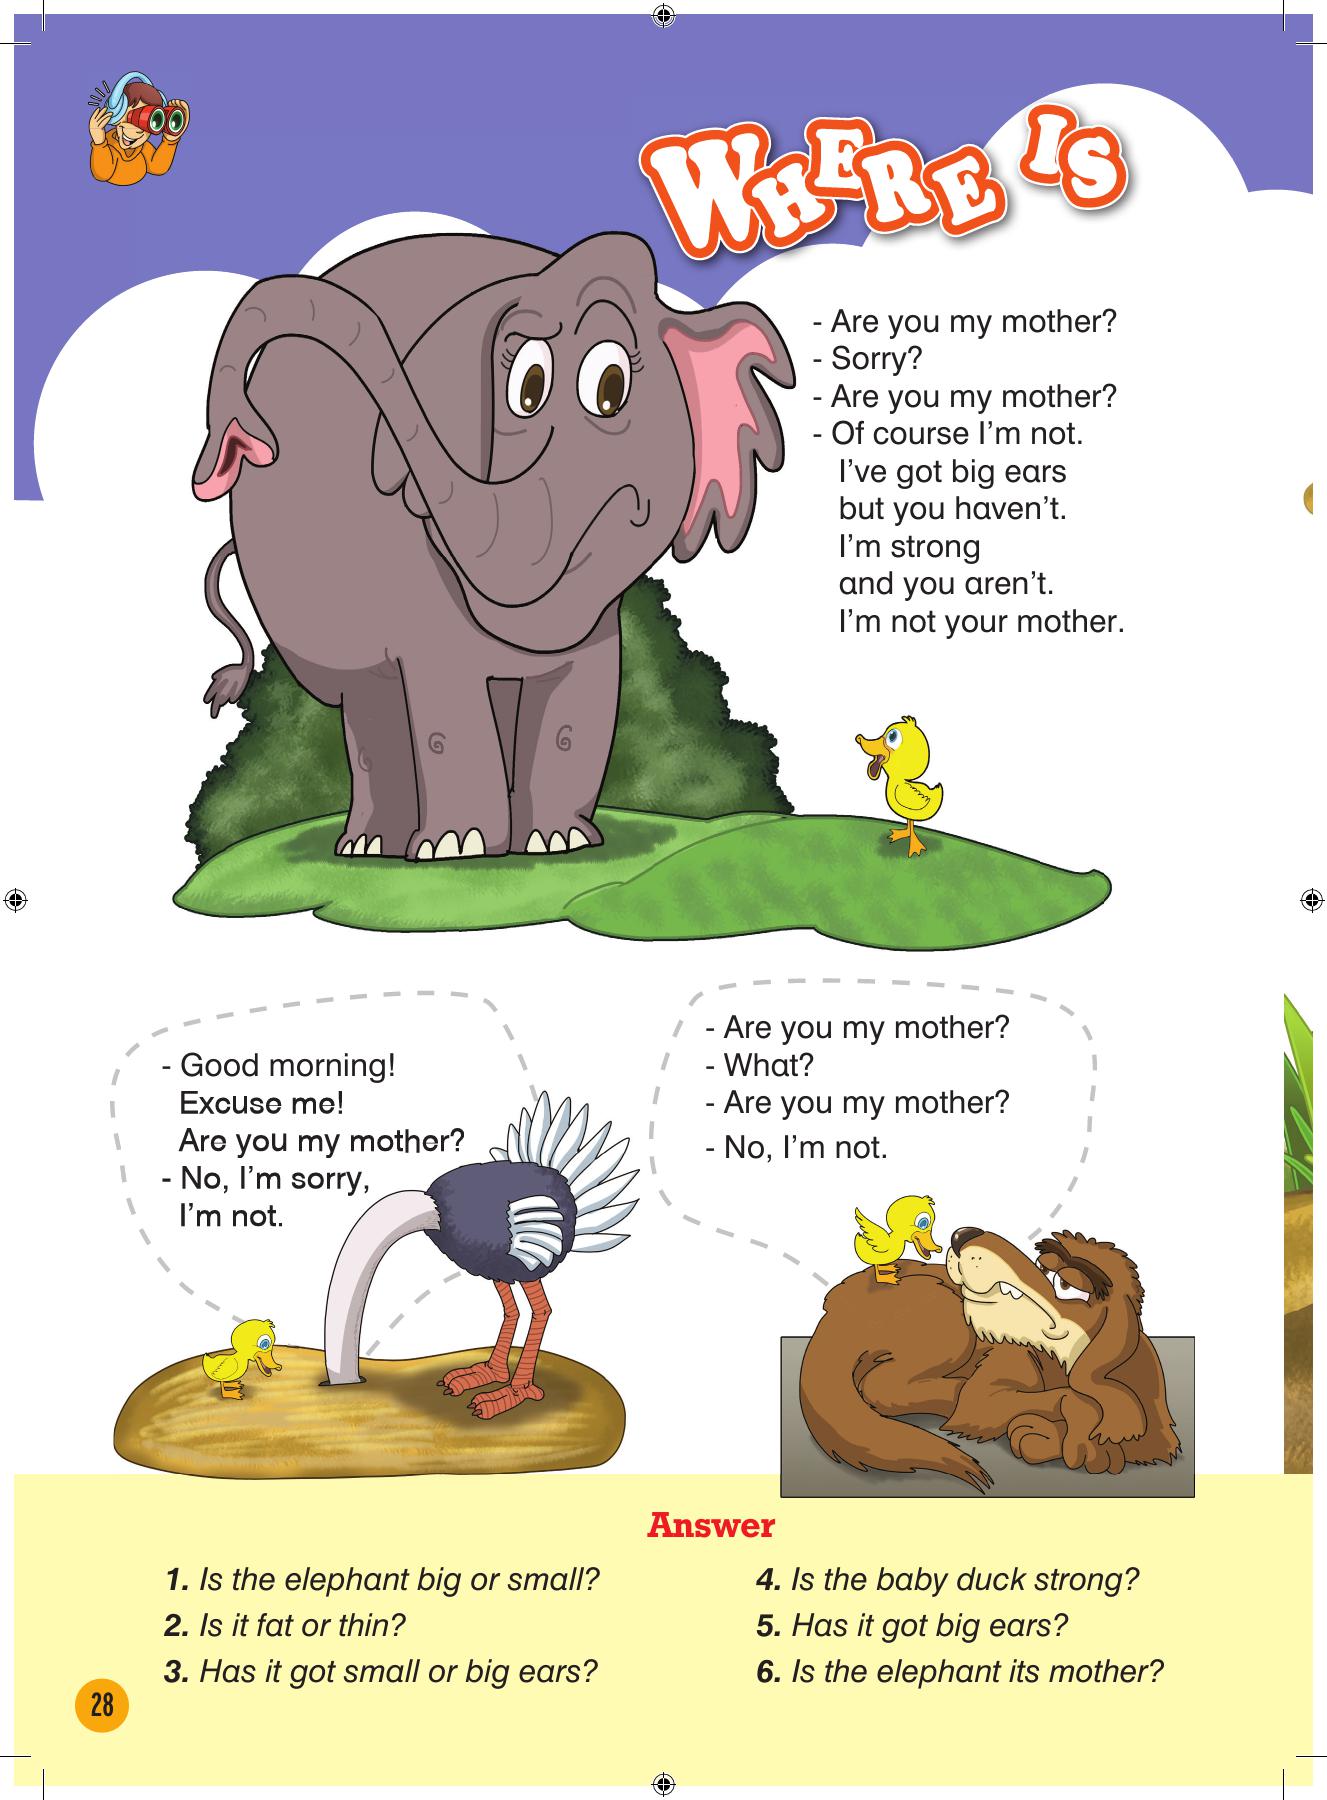 WHERE IS
- Are you my mother?
- Sorry?
- Are you my mother?
- Of course I'm not.
I've got big ears
but you haven't.
I'm strong
and you aren't.
I'm not your mother.
- Good morning!
Excuse me!
Are you my mother?
- No, I'm sorry,
I'm not.
- Are you my mother?
- What?
- Are you my mother?
- No, I'm not.
Answer
1. Is the elephant big or small?
2. Is it fat or thin?
3. Has it got small or big ears?
4. Is the baby duck strong?
5. Has it got big ears?
6. Is the elephant its mother?
28